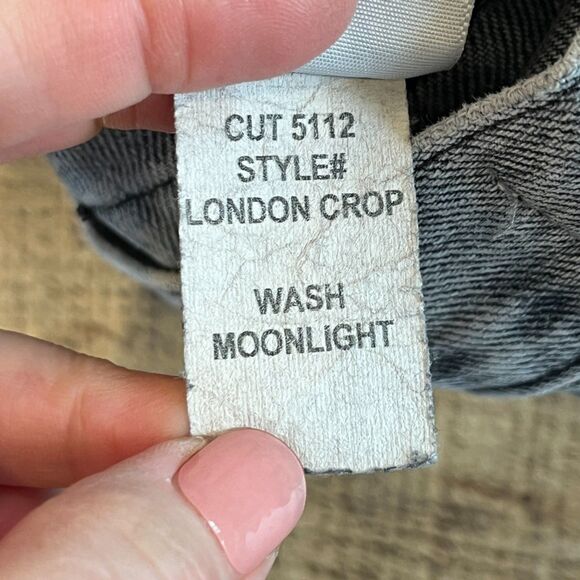 CUT 5112
STYLE#
LONDON CROP
WASH
MOONLIGHT